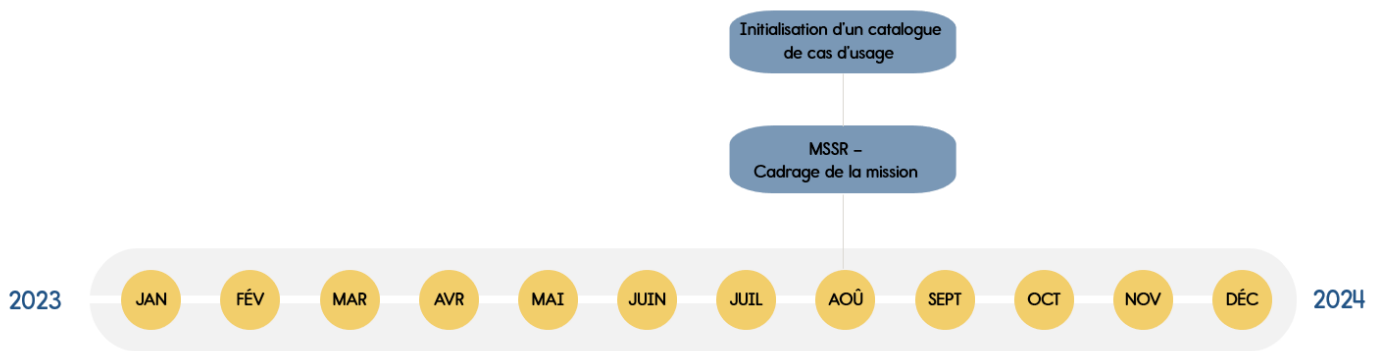 Initialisation d'un catalogue
de cas d'usage
MSSR –
Cadrage de la mission
2023 JAN FÉV MAR AVR MAI JUIN JUIL AOÛ SEPT OCT NOV DÉC 2024